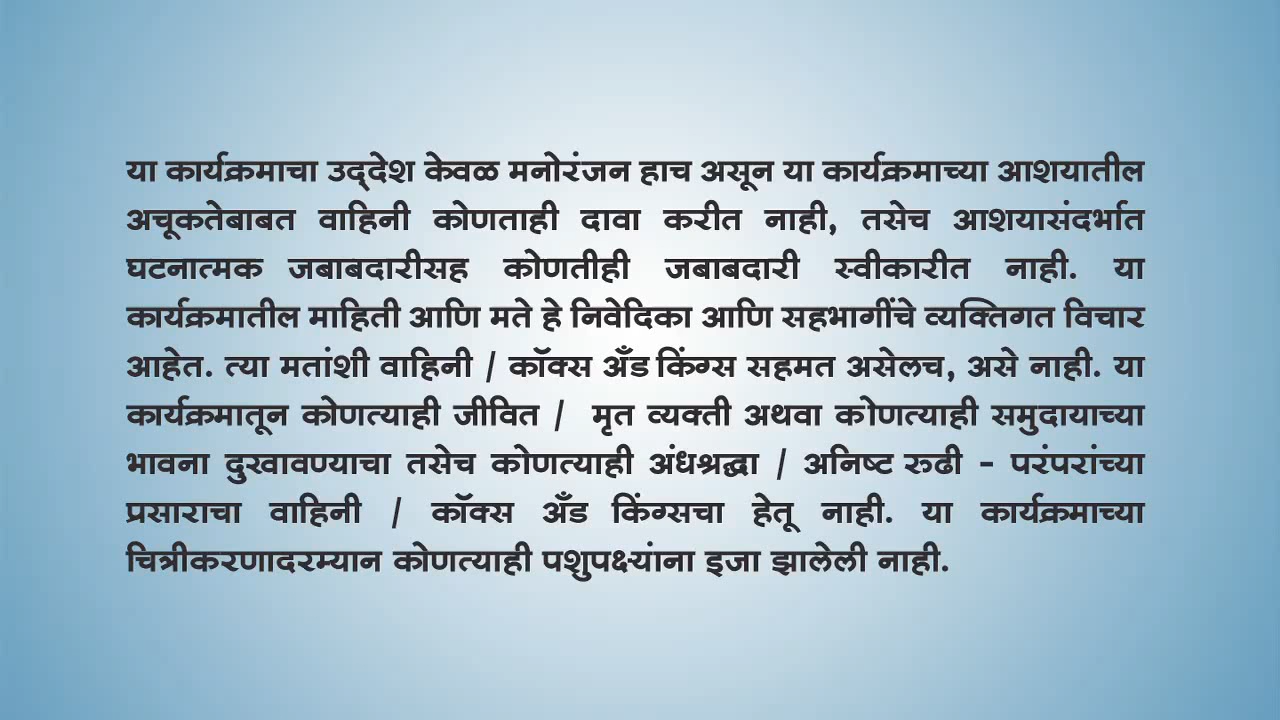 या कार्यक्रमाचा उद्‌देश केवळ मनोरंजन हाच असून या कार्यक्रमाच्या आशयातील
अचूकतेबाबत वाहिनी कोणताही दावा करीत नाही, तसेच आशयासंदर्भात
घटनात्मक जबाबदारीसह कोणतीही जबाबदारी स्वीकारीत नाही. या
कार्यक्रमातील माहिती आणि मते हे निवेदिका आणि सहभागींचे व्यक्तिगत विचार
आहेत. त्या मतांशी वाहिनी / कॉक्स अँड किंग्स सहमत असेलच, असे नाही. या
कार्यक्रमातून कोणत्याही जीवित / मृत व्यक्ती अथवा कोणत्याही समुदायाच्या
भावना दुखावण्याचा तसेच कोणत्याही अंधश्रद्धा / अनिष्ट रुढी - परंपरांच्या
प्रसाराचा वाहिनी / कॉक्स अँड किंग्सचा हेतू नाही. या कार्यक्रमाच्या
चित्रीकरणादरम्यान कोणत्याही पशुपक्ष्यांना इजा झालेली नाही.